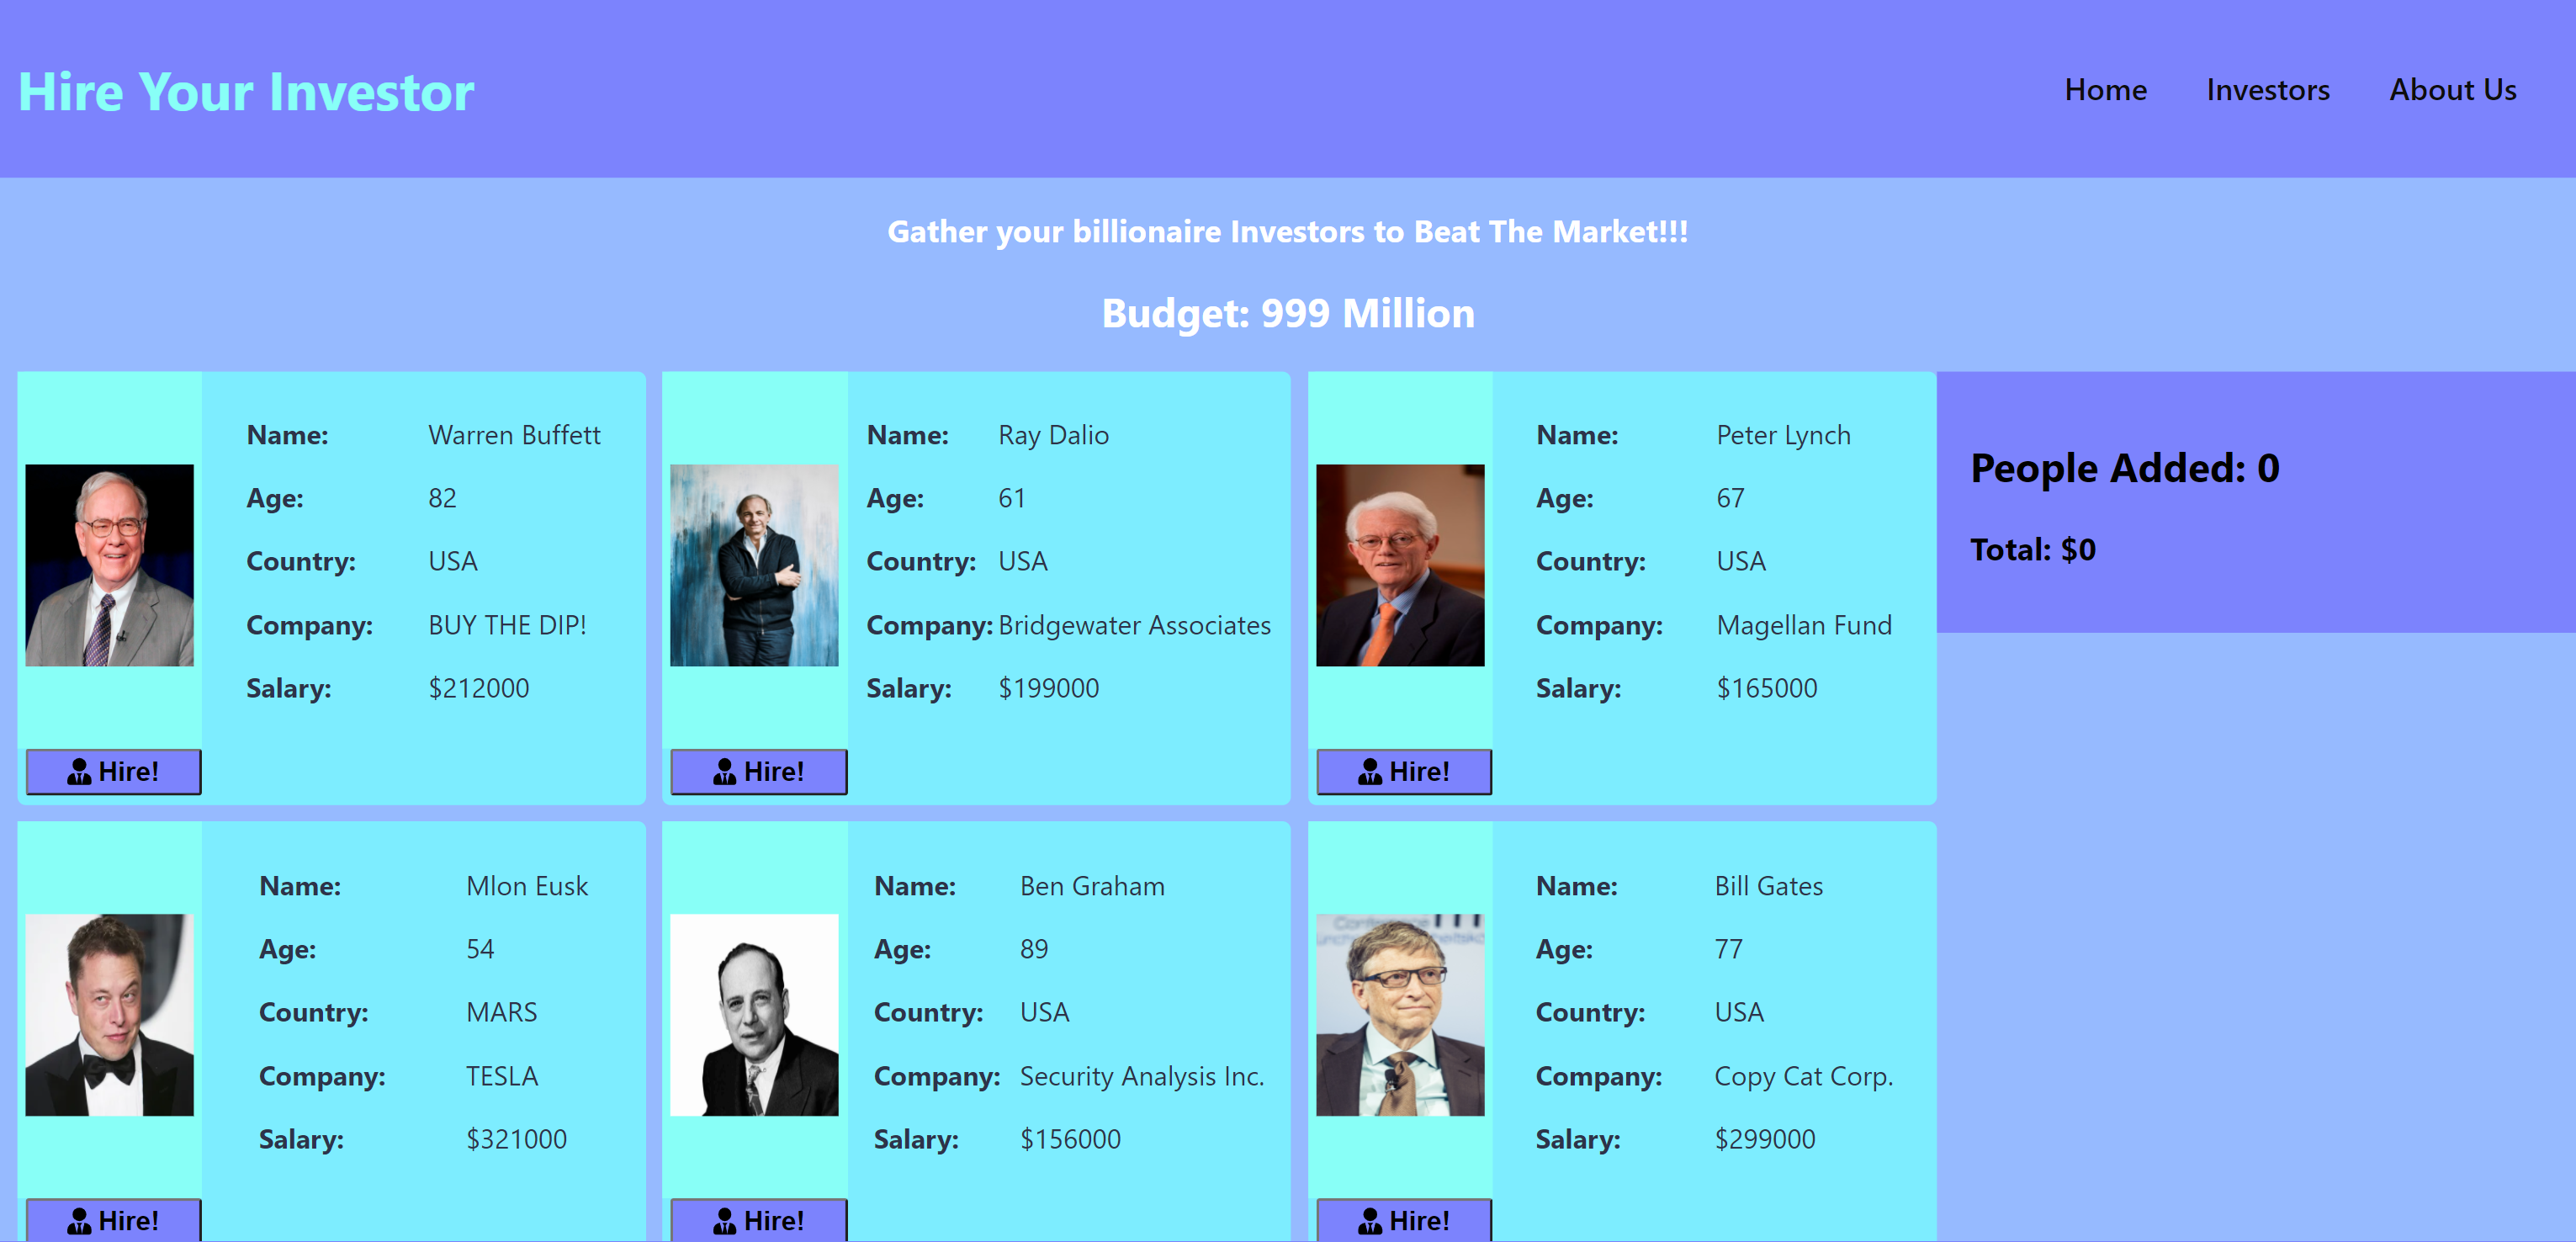 Hire Your Investor
Home Investors About Us
Gather your billionaire Investors to Beat The Market!!!
Budget: 999 Million
Name: Warren Buffett
Age: 82
Country: USA
Company: BUY THE DIP!
Salary: $212000
Hire!
Name: Ray Dalio
Age: 61
Country: USA
Company: Bridgewater Associates
Salary: $199000
Hire!
Name: Peter Lynch
Age: 67
Country: USA
Company: Magellan Fund
Salary: $165000
Hire!
People Added: 0
Total: $0
Name: Mlon Eusk
Age: 54
Country: MARS
Company: TESLA
Salary: $321000
Hire!
Name: Ben Graham
Age: 89
Country: USA
Company: Security Analysis Inc.
Salary: $156000
Hire!
Name: Bill Gates
Age: 77
Country: USA
Company: Copy Cat Corp.
Salary: $299000
Hire!